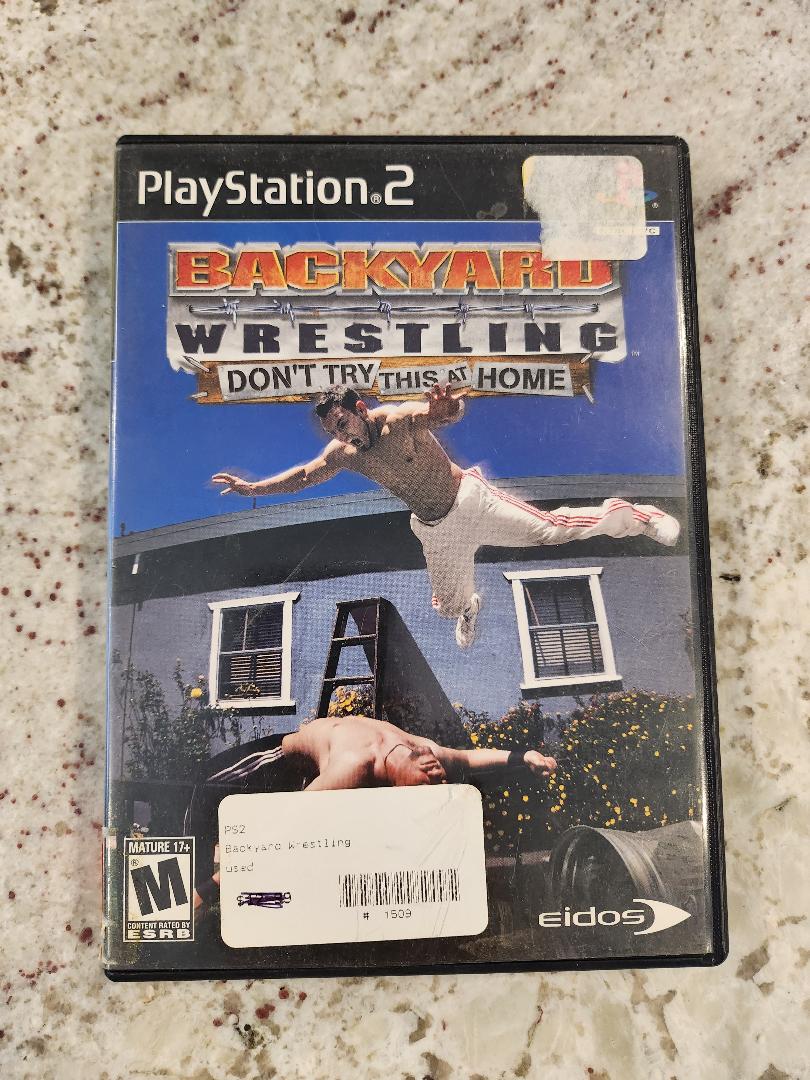 PlayStation®2
®
BACKYARD
WRESTLING
™
DON'T TRY THIS AT HOME
PS2
Backyard Wrestling
used
# 1509
MATURE 17+
®
M
CONTENT RATED BY
ESRB
eidos